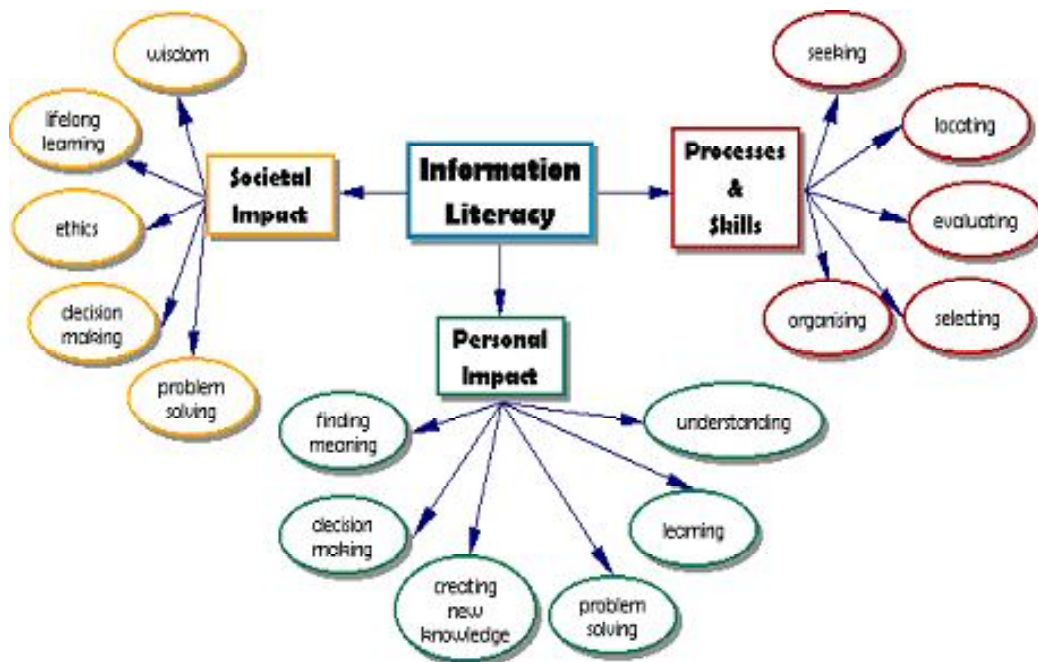 Information
Literacy
Societal
Impact
wisdom
lifelong
learning
ethics
decision
making
problem
solving
Processes
&
Skills
seeking
locating
evaluating
selecting
organising
Personal
Impact
finding
meaning
decision
making
creating
new
knowledge
problem
solving
learning
understanding